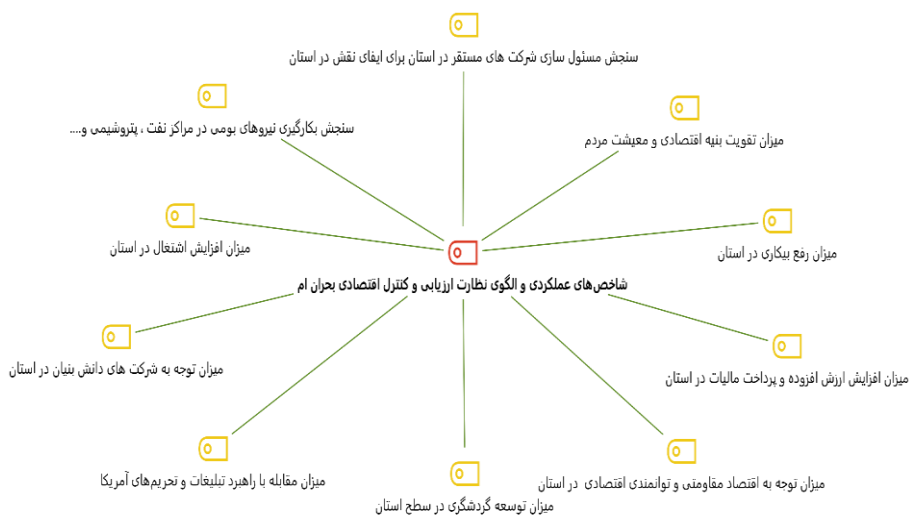 سنجش مسئول سازی شرکت های مستقر در استان برای ایفای نقش در استان
میزان تقویت بنیه اقتصادی و معیشت مردم
سنجش بکارگیری نیروهای بومی در مراکز نفت ، پتروشیمی و....
میزان رفع بیکاری در استان
میزان افزایش اشتغال در استان
شاخص‌های عملکردی و الگوی نظارت ارزیابی و کنترل اقتصادی بحران ام
میزان افزایش ارزش افزوده و پرداخت مالیات در استان
میزان توجه به شرکت های دانش بنیان در استان
میزان توجه به اقتصاد مقاومتی و توانمندی اقتصادی در استان
میزان مقابله با راهبرد تبلیغات و تحریم‌های آمریکا
میزان توسعه گردشگری در سطح استان